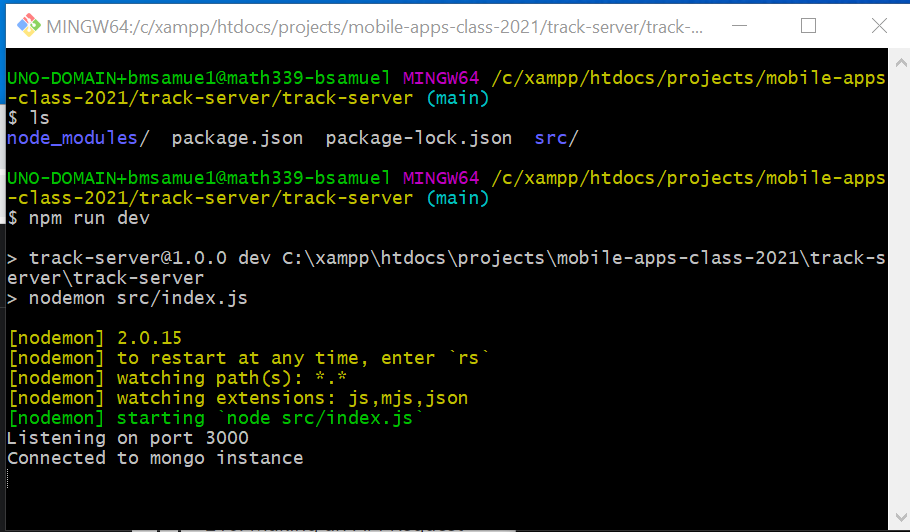 MINGW64:/c/xampp/htdocs/projects/mobile-apps-class-2021/track-server/track-...
UNO-DOMAIN+bmsamue1@math339-bsamuel MINGW64 /c/xampp/htdocs/projects/mobile-apps
-class-2021/track-server/track-server (main)
$ ls
node_modules/  package.json  package-lock.json  src/
UNO-DOMAIN+bmsamue1@math339-bsamuel MINGW64 /c/xampp/htdocs/projects/mobile-apps
-class-2021/track-server/track-server (main)
$ npm run dev
> track-server@1.0.0 dev C:\xampp\htdocs\projects\mobile-apps-class-2021\track-s
erver\track-server
> nodemon src/index.js
[nodemon] 2.0.15
[nodemon] to restart at any time, enter `rs`
[nodemon] watching path(s): *.*
[nodemon] watching extensions: js,mjs,json
[nodemon] starting `node src/index.js`
Listening on port 3000
Connected to mongo instance